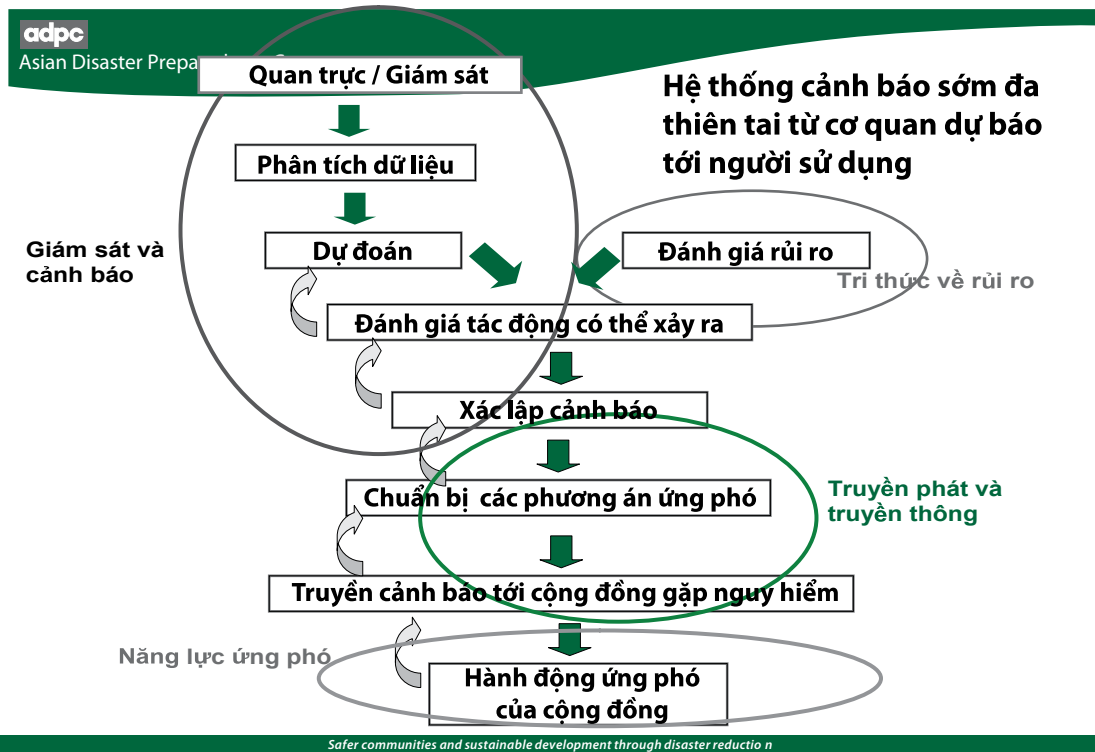 adpc
Asian Disaster Prepa
Quan trực / Giám sát
Hệ thống cảnh báo sớm đa
thiên tai từ cơ quan dự báo
tới người sử dụng
Phân tích dữ liệu
Giám sát và
cảnh báo
Dự đoán
Đánh giá rủi ro
Tri thức về rủi ro
Đánh giá tác động có thể xảy ra
Xác lập cảnh báo
Chuẩn bị các phương án ứng phó
Truyền phát và
truyền thông
Truyền cảnh báo tới cộng đồng gặp nguy hiểm
Năng lực ứng phó
Hành động ứng phó
của cộng đồng
Safer communities and sustainable development through disaster reductio n